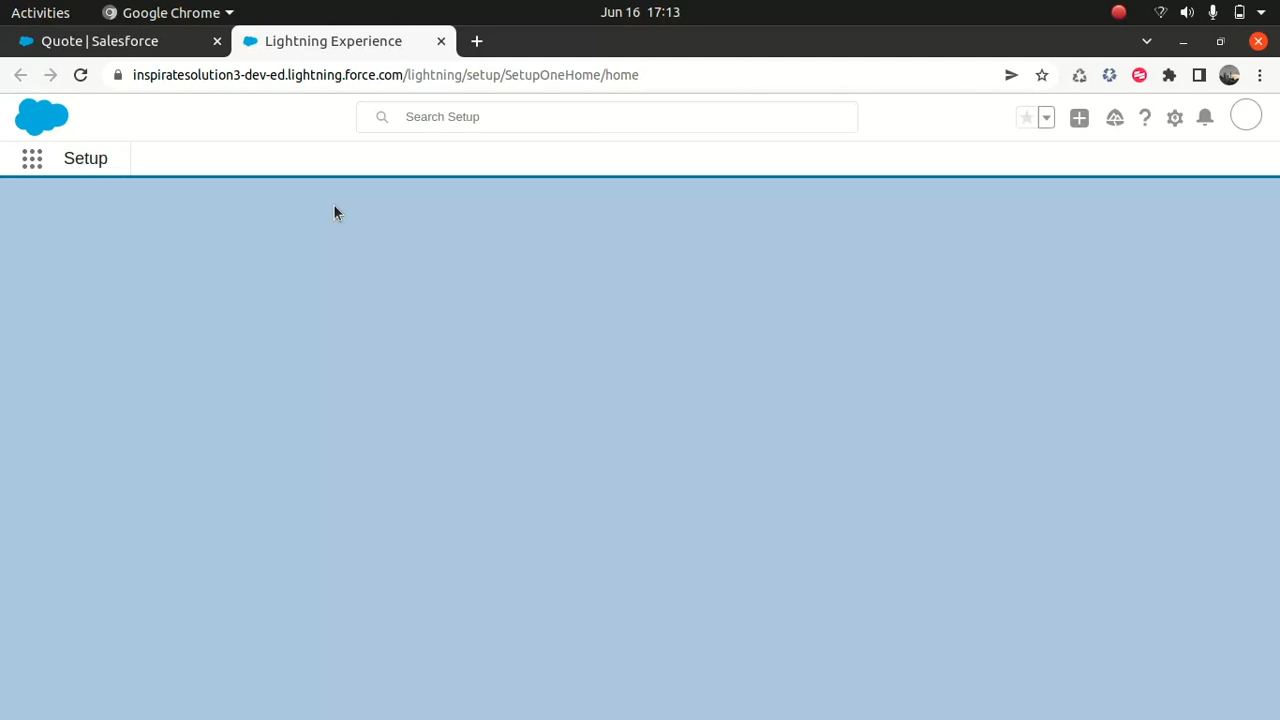 Activities
Google Chrome
Jun 16 17:13
Quote | Salesforce
Lightning Experience
inspiratesolution3-dev-ed.lightning.force.com/lightning/setup/SetupOneHome/home
Search Setup
Setup